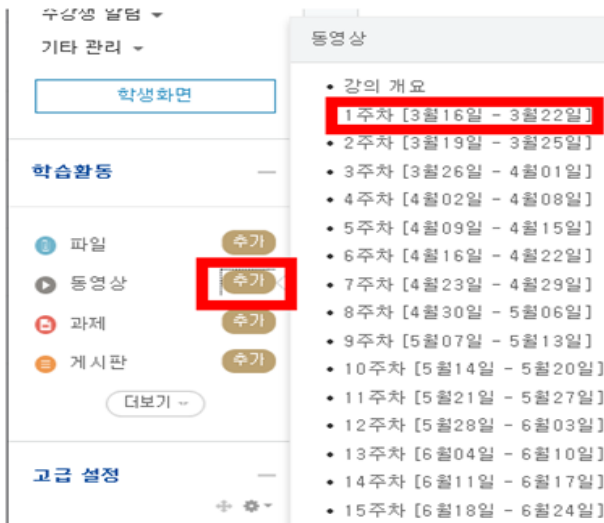 수강생 알림
기타 관리
학생화면
학습활동
파일 추가
동영상 추가
과제 추가
게시판 추가
더보기
고급 설정
동영상
• 강의 개요
1주차 [3월16일 - 3월22일]
• 2주차 [3월19일 - 3월25일]
• 3주차 [3월26일 - 4월01일]
• 4주차 [4월02일 - 4월08일]
• 5주차 [4월09일 - 4월15일]
• 6주차 [4월16일 - 4월22일]
• 7주차 [4월23일 - 4월29일]
• 8주차 [4월30일 - 5월06일]
• 9주차 [5월07일 - 5월13일]
• 10주차 [5월14일 - 5월20일]
• 11주차 [5월21일 - 5월27일]
• 12주차 [5월28일 - 6월03일]
• 13주차 [6월04일 - 6월10일]
• 14주차 [6월11일 - 6월17일]
• 15주차 [6월18일 - 6월24일]